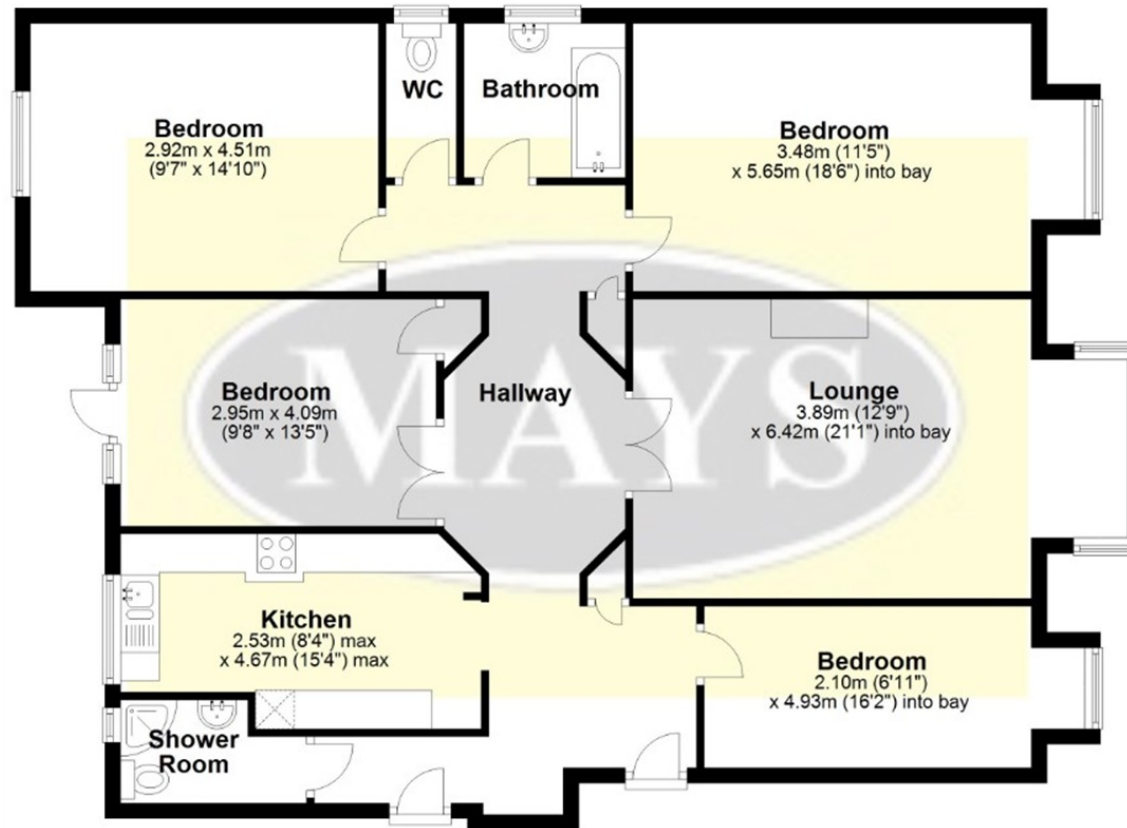 Bedroom
2.92m x 4.51m
(9'7" x 14'10")
WC
Bathroom
Bedroom
3.48m (11'5")
x 5.65m (18'6") into bay
Bedroom
2.95m x 4.09m
(9'8" x 13'5")
Hallway
Lounge
3.89m (12'9")
x 6.42m (21'1") into bay
MAYS
Kitchen
2.53m (8'4") max
x 4.67m (15'4") max
Bedroom
2.10m (6'11")
x 4.93m (16'2") into bay
Shower
Room